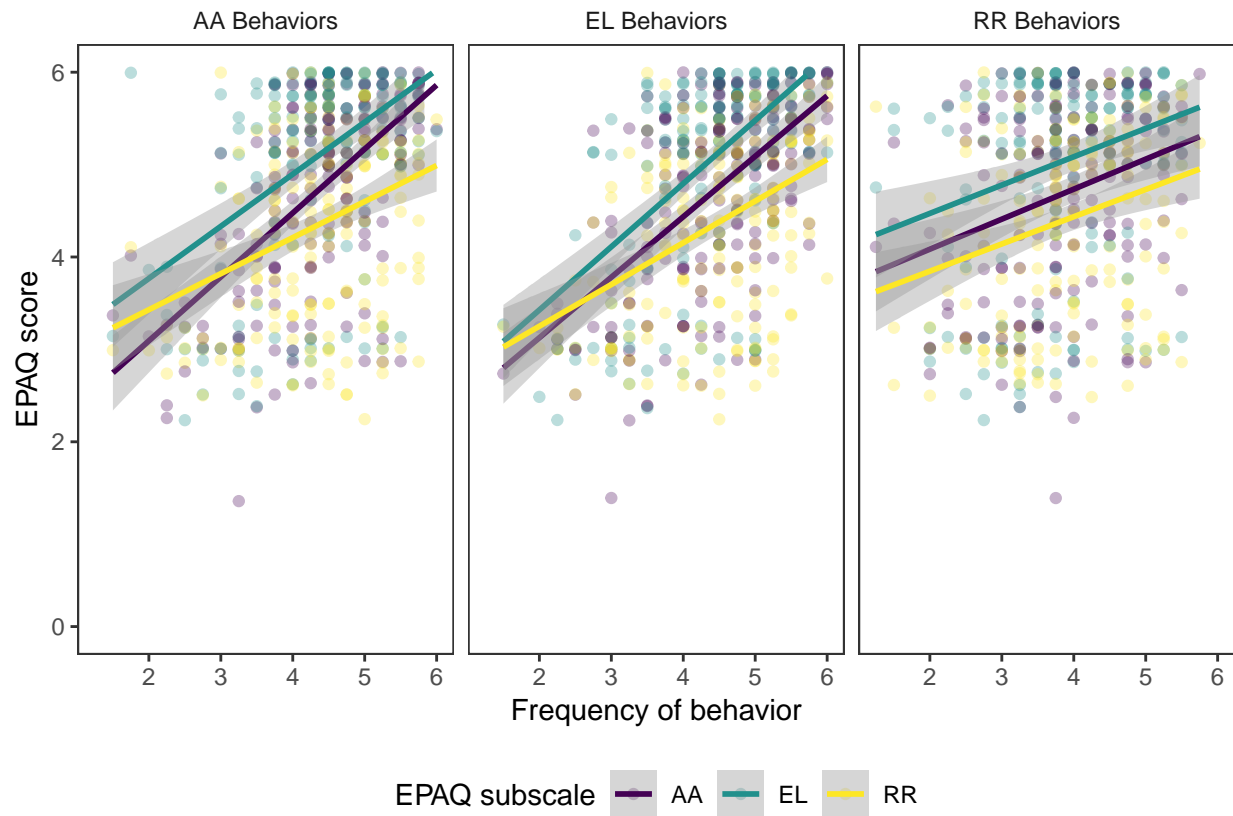 AA Behaviors EL Behaviors RR Behaviors
6
4
2
0
EPAQ score
2 3 4 5 6 2 3 4 5 6 2 3 4 5 6
Frequency of behavior
EPAQ subscale AA EL RR